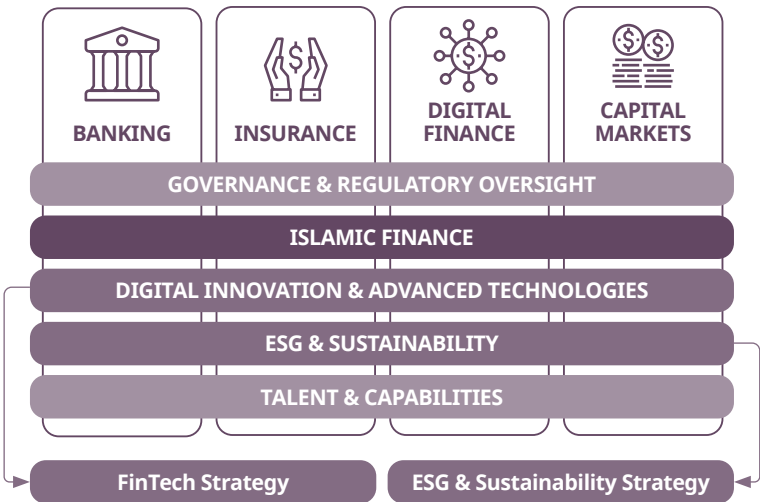 BANKING
INSURANCE
DIGITAL
FINANCE
CAPITAL
MARKETS
GOVERNANCE & REGULATORY OVERSIGHT
ISLAMIC FINANCE
DIGITAL INNOVATION & ADVANCED TECHNOLOGIES
ESG & SUSTAINABILITY
TALENT & CAPABILITIES
FinTech Strategy
ESG & Sustainability Strategy